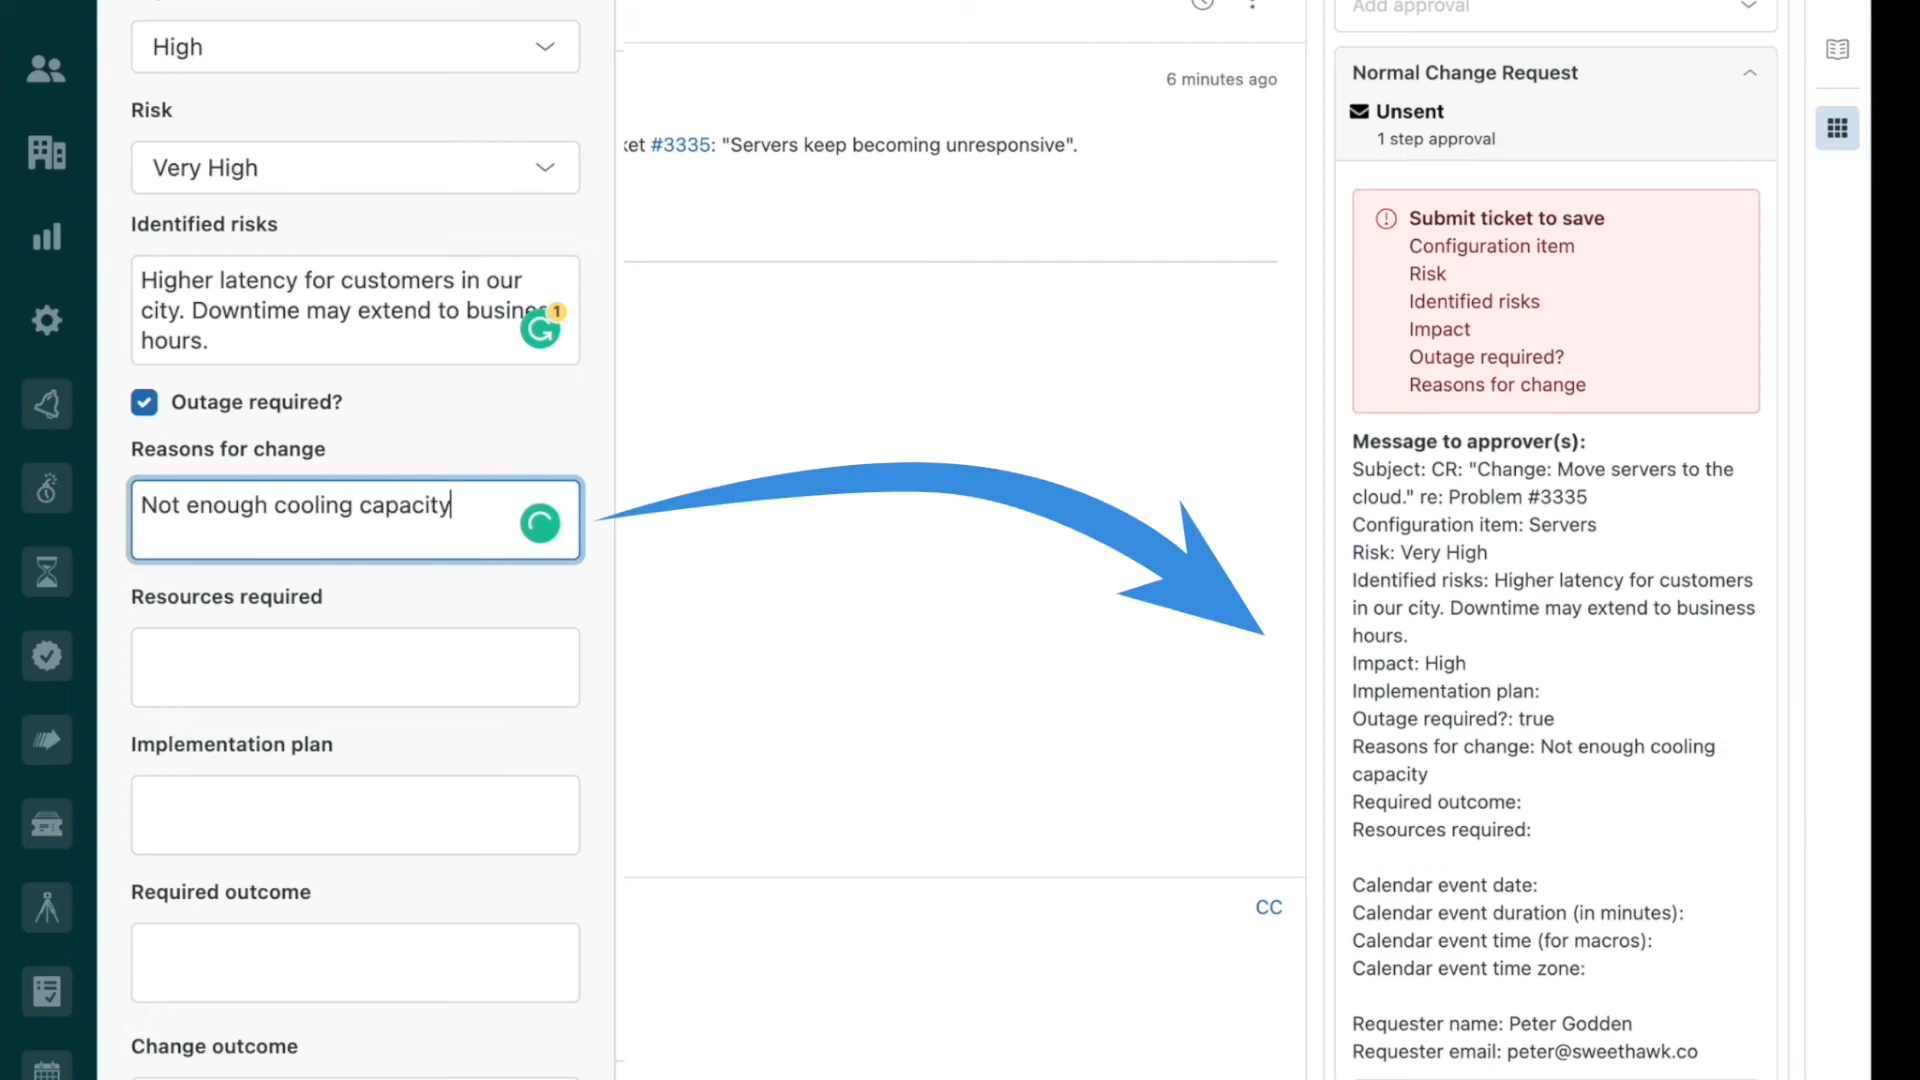 High
Risk
Very High
Identified risks
Higher latency for customers in our
city. Downtime may extend to
hours.
1
Outage required?
Reasons for change
Not enough cooling capacity
Resources required
Implementation plan
Required outcome
Change outcome
6 minutes ago
#3335: "Servers keep becoming unresponsive".
CC
Add approval
Normal Change Request
Unsent
1 step approval
Submit ticket to save
Configuration item
Risk
Identified risks
Impact
Outage required?
Reasons for change
Message to approver(s):
Subject: CR: "Change: Move servers to the
cloud." re: Problem #3335
Configuration item: Servers
Risk: Very High
Identified risks: Higher latency for customers
in our city. Downtime may extend to business
hours.
Impact: High
Implementation plan:
Outage required?: true
Reasons for change: Not enough cooling
capacity
Required outcome:
Resources required:
Calendar event date:
Calendar event duration (in minutes):
Calendar event time (for macros):
Calendar event time zone:
Requester name: Peter Godden
Requester email: peter@sweethawk.co